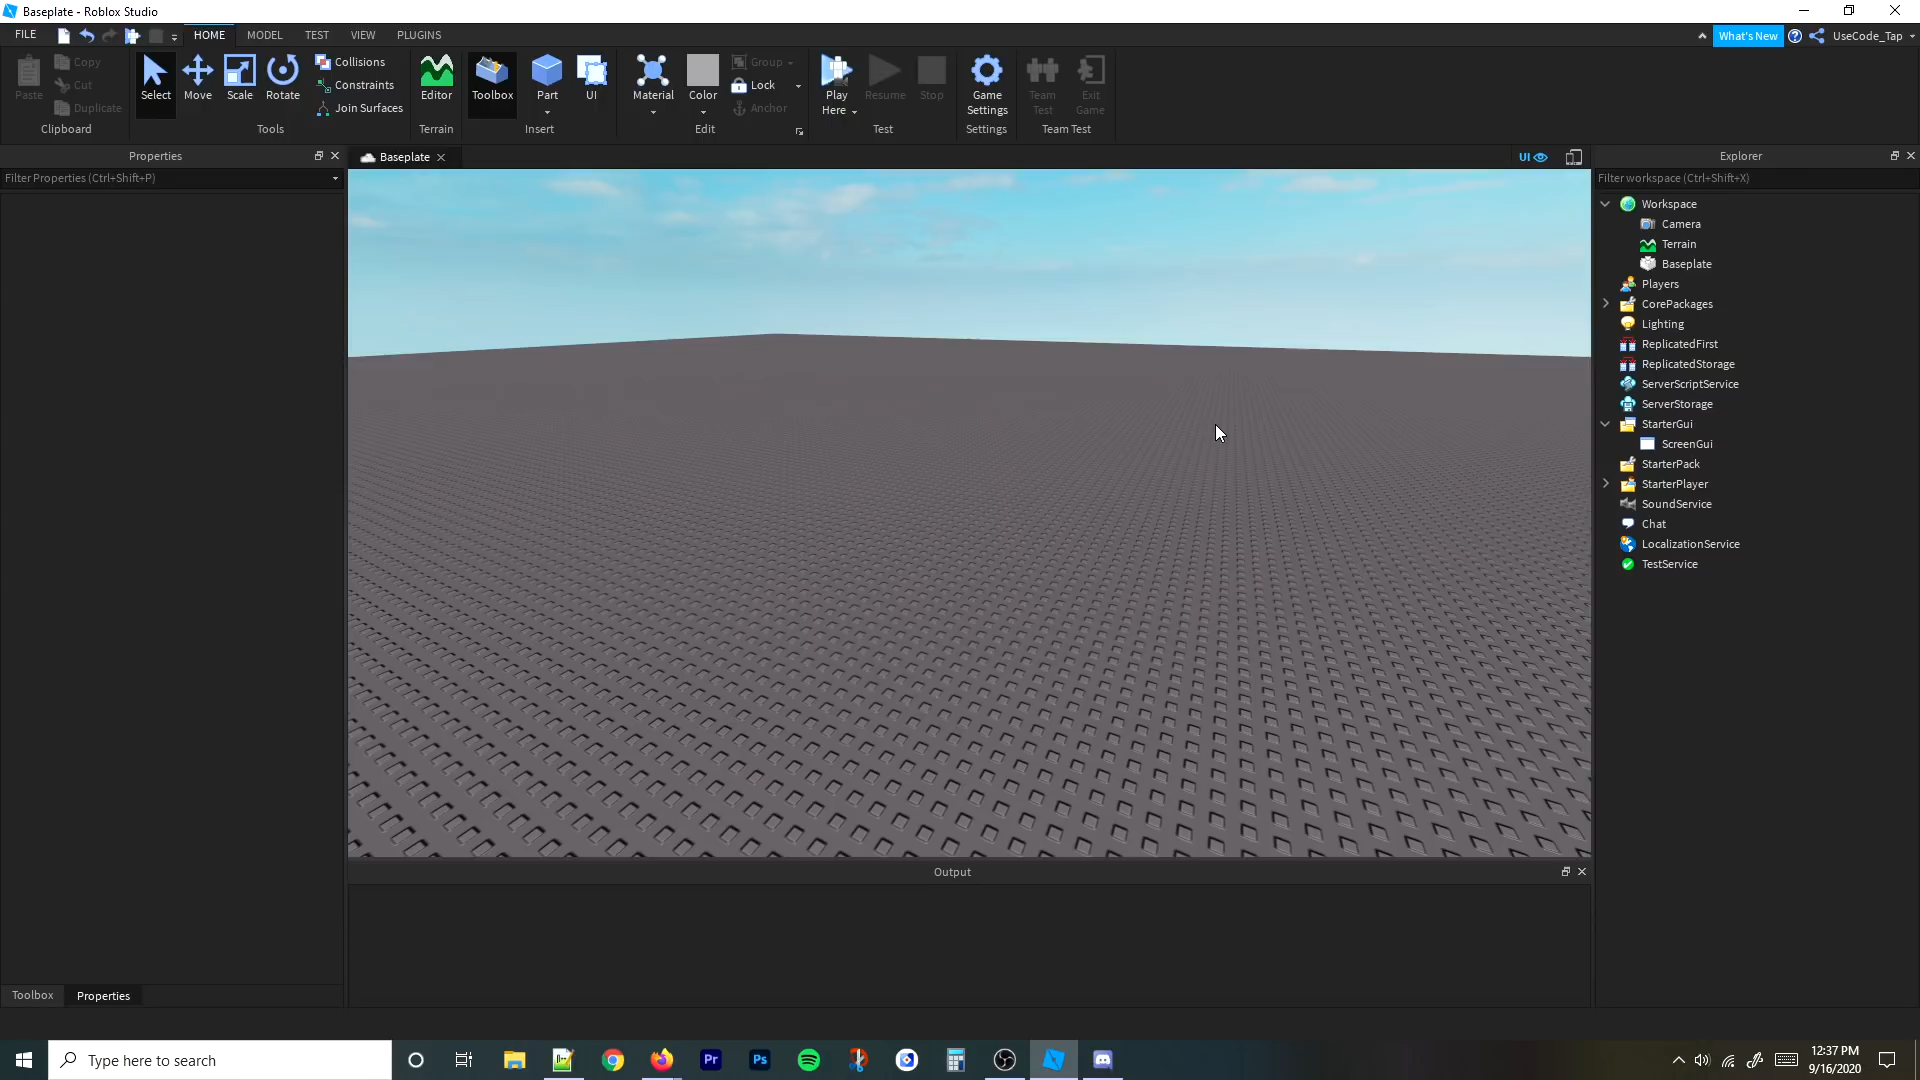 Baseplate - Roblox Studio
FILE HOME MODEL TEST VIEW PLUGINS What's New UseCode_Tap
Paste Copy Cut Duplicate
Select Move Scale Rotate
Collisions
Constraints
Join Surfaces
Editor Toolbox Part UI Material Color
Group
Lock
Anchor
Play Here Resume Stop
Game Settings
Team Test
Exit Game
Clipboard Tools Terrain Insert Edit Test Settings Team Test
Properties
Filter Properties (Ctrl+Shift+P)
Baseplate
UI
Explorer
Filter workspace (Ctrl+Shift+X)
Workspace
Camera
Terrain
Baseplate
Players
CorePackages
Lighting
ReplicatedFirst
ReplicatedStorage
ServerScriptService
ServerStorage
StarterGui
ScreenGui
StarterPack
StarterPlayer
SoundService
Chat
LocalizationService
TestService
Output
Toolbox Properties
Type here to search
Pr
Ps
12:37 PM
9/16/2020